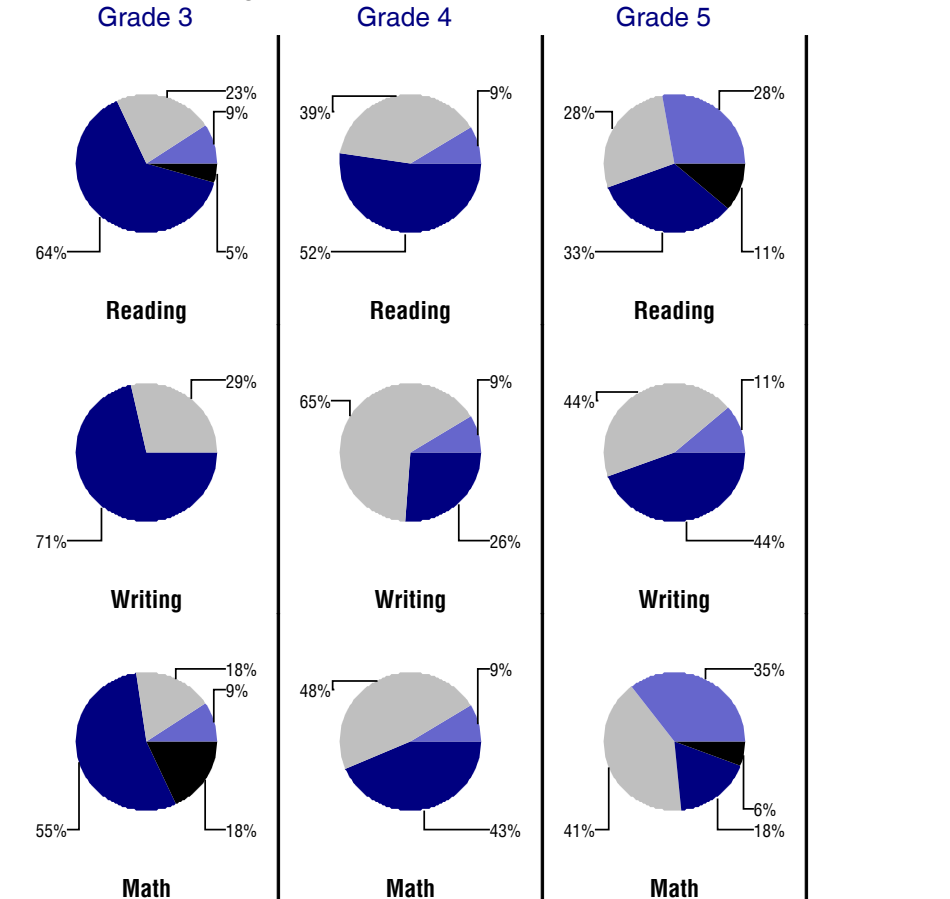 Grade 3 Grade 4 Grade 5
23% 9% 28%
9% 39% 28%
64% 5% 52% 33% 11%
Reading Reading Reading
29% 9% 11%
65% 44%
71% 26% 44%
Writing Writing Writing
18% 9% 35%
9% 48%
6%
55% 18% 43% 41% 18%
Math Math Math